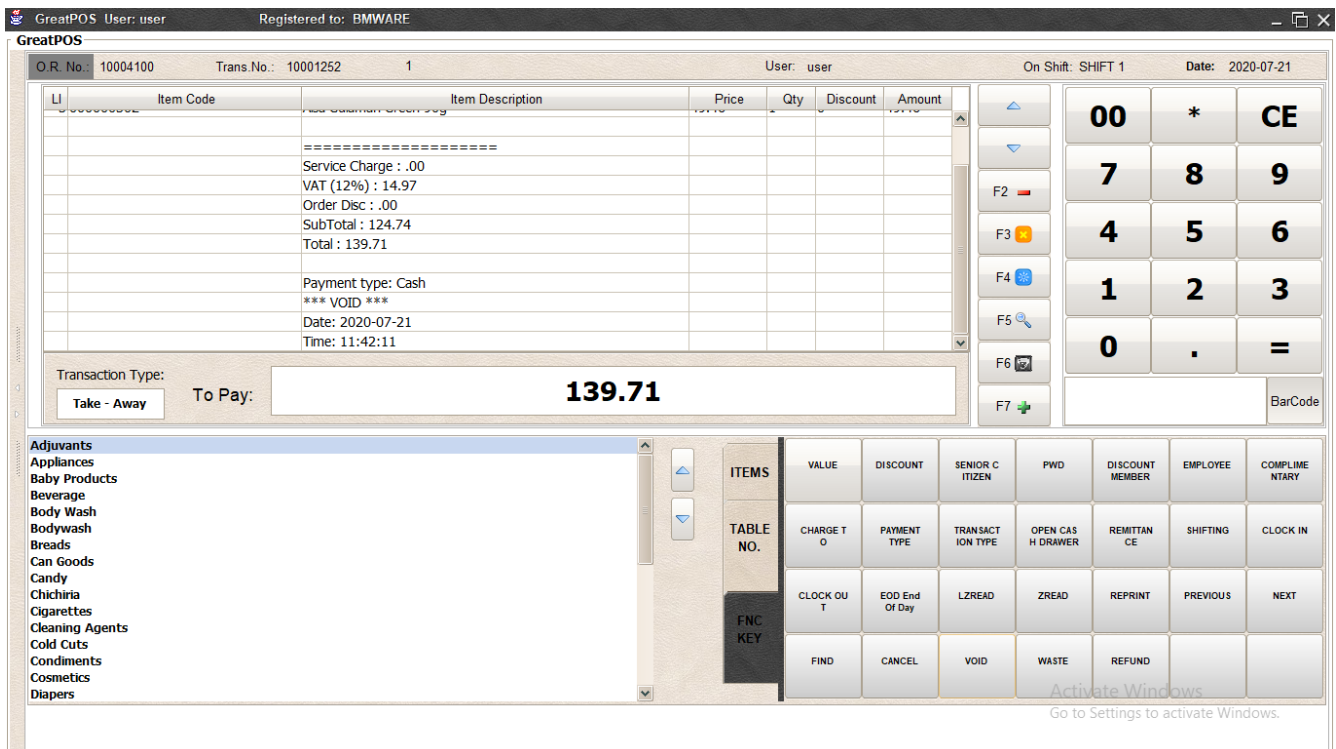 GreatPOS User: user Registered to: BMWARE
GreatPOS
O.R. No.: 10004100 Trans.No.: 10001252 1 User: user On Shift: SHIFT 1 Date: 2020-07-21
LI Item Code Item Description Price Qty Discount Amount
=====================
Service Charge : .00
VAT (12%) : 14.97
Order Disc : .00
SubTotal : 124.74
Total : 139.71
Payment type: Cash
*** VOID ***
Date: 2020-07-21
Time: 11:42:11
Transaction Type:
Take - Away
To Pay: 139.71
F2
F3
F4
F5
F6
F7
00 * CE
7 8 9
4 5 6
1 2 3
0 . =
BarCode
Adjuvants
Appliances
Baby Products
Beverage
Body Wash
Bodywash
Breads
Can Goods
Candy
Chichiria
Cigarettes
Cleaning Agents
Cold Cuts
Condiments
Cosmetics
Diapers
ITEMS
TABLE
NO.
FNC
KEY
VALUE DISCOUNT SENIOR C PWD DISCOUNT EMPLOYEE COMPLIME
ITIZEN MEMBER NTARY
CHARGE T PAYMENT TRANSACT OPEN CAS REMITTAN SHIFTING CLOCK IN
O TYPE ION TYPE H DRAWER CE
CLOCK OU EOD End LZREAD ZREAD REPRINT PREVIOUS NEXT
T Of Day
FIND CANCEL VOID WASTE REFUND
Activate Windows
Go to Settings to activate Windows.